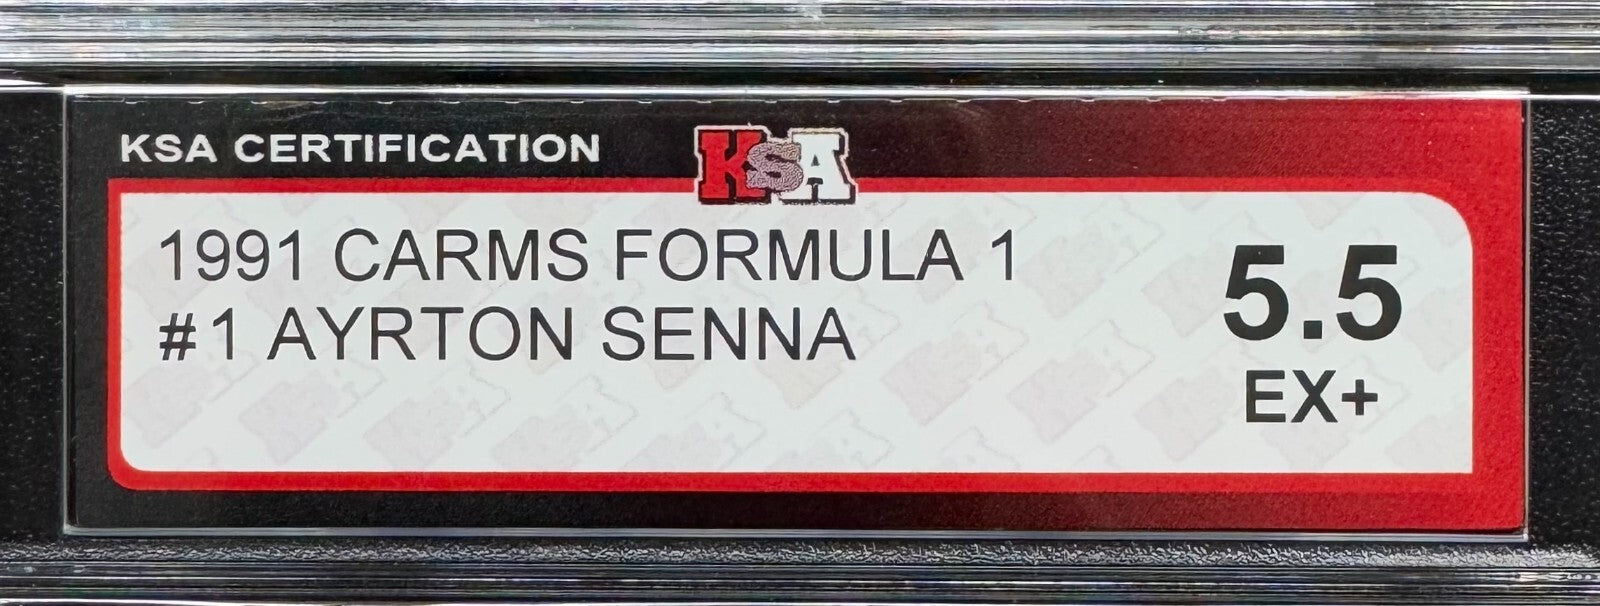 KSA CERTIFICATION
KSA
1991 CARMS FORMULA 1
#1 AYRTON SENNA
5.5
EX+